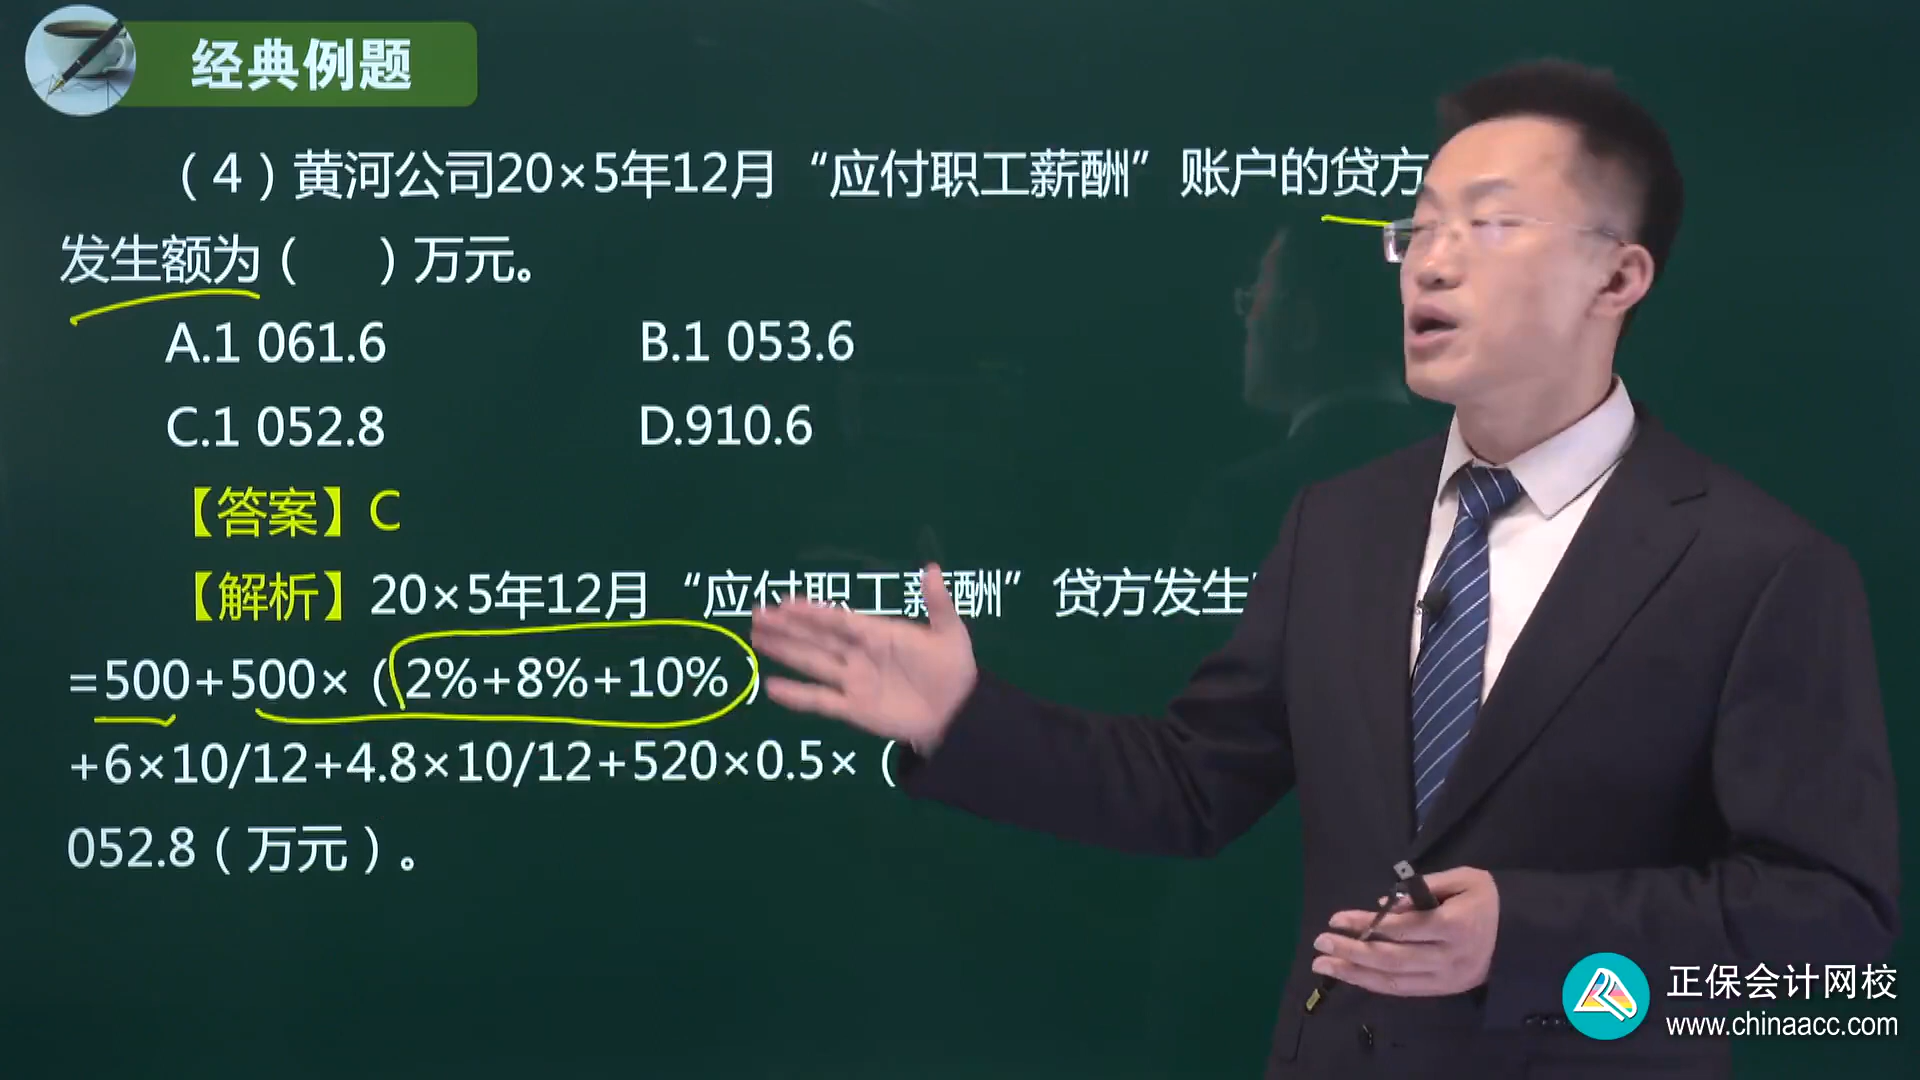 经典例题
（4）黄河公司20×5年12月“应付职工薪酬”账户的贷方
发生额为（ ）万元。
A.1 061.6 B.1 053.6
C.1 052.8 D.910.6
【答案】C
【解析】20×5年12月“应付职工薪酬”贷方发生
=500+500×（2%+8%+10%）
+6×10/12+4.8×10/12+520×0.5×（
052.8（万元）。
正保会计网校
www.chinaacc.com